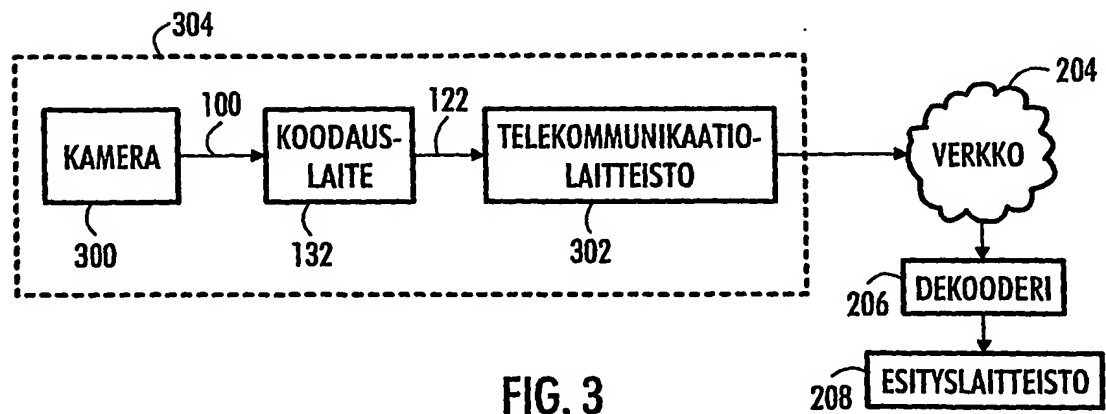 304
100
122
204
KAMERA
KOODAUS-
LAITE
TELEKOMMUNIKAATIO-
LAITTEISTO
VERKKO
300
132
302
206
DEKOODERI
208
ESITYSLAITTEISTO
FIG. 3